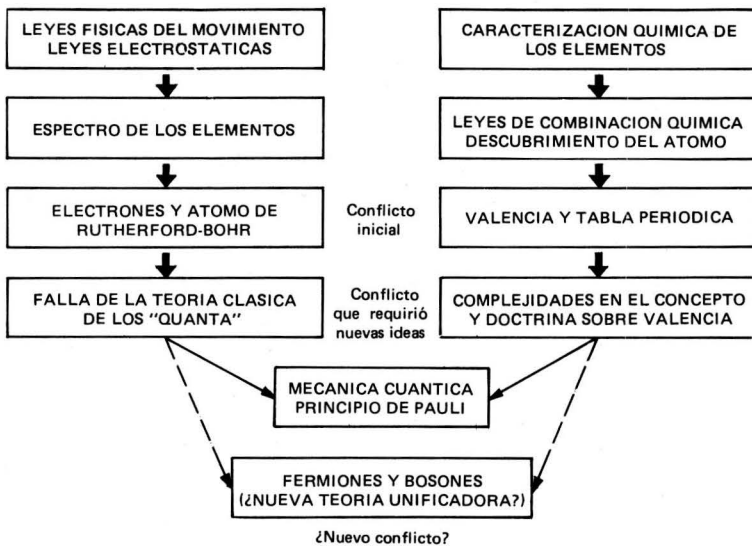 LEYES FISICAS DEL MOVIMIENTO
LEYES ELECTROSTATICAS
CARACTERIZACION QUIMICA DE
LOS ELEMENTOS
ESPECTRO DE LOS ELEMENTOS
LEYES DE COMBINACION QUIMICA
DESCUBRIMIENTO DEL ATOMO
ELECTRONES Y ATOMO DE
RUTHERFORD-BOHR
Conflicto
inicial
VALENCIA Y TABLA PERIODICA
FALLA DE LA TEORIA CLASICA
DE LOS "QUANTA"
Conflicto
que requirió
nuevas ideas
COMPLEJIDADES EN EL CONCEPTO
Y DOCTRINA SOBRE VALENCIA
MECANICA CUANTICA
PRINCIPIO DE PAULI
FERMIONES Y BOSONES
(¿NUEVA TEORIA UNIFICADORA?)
¿Nuevo conflicto?